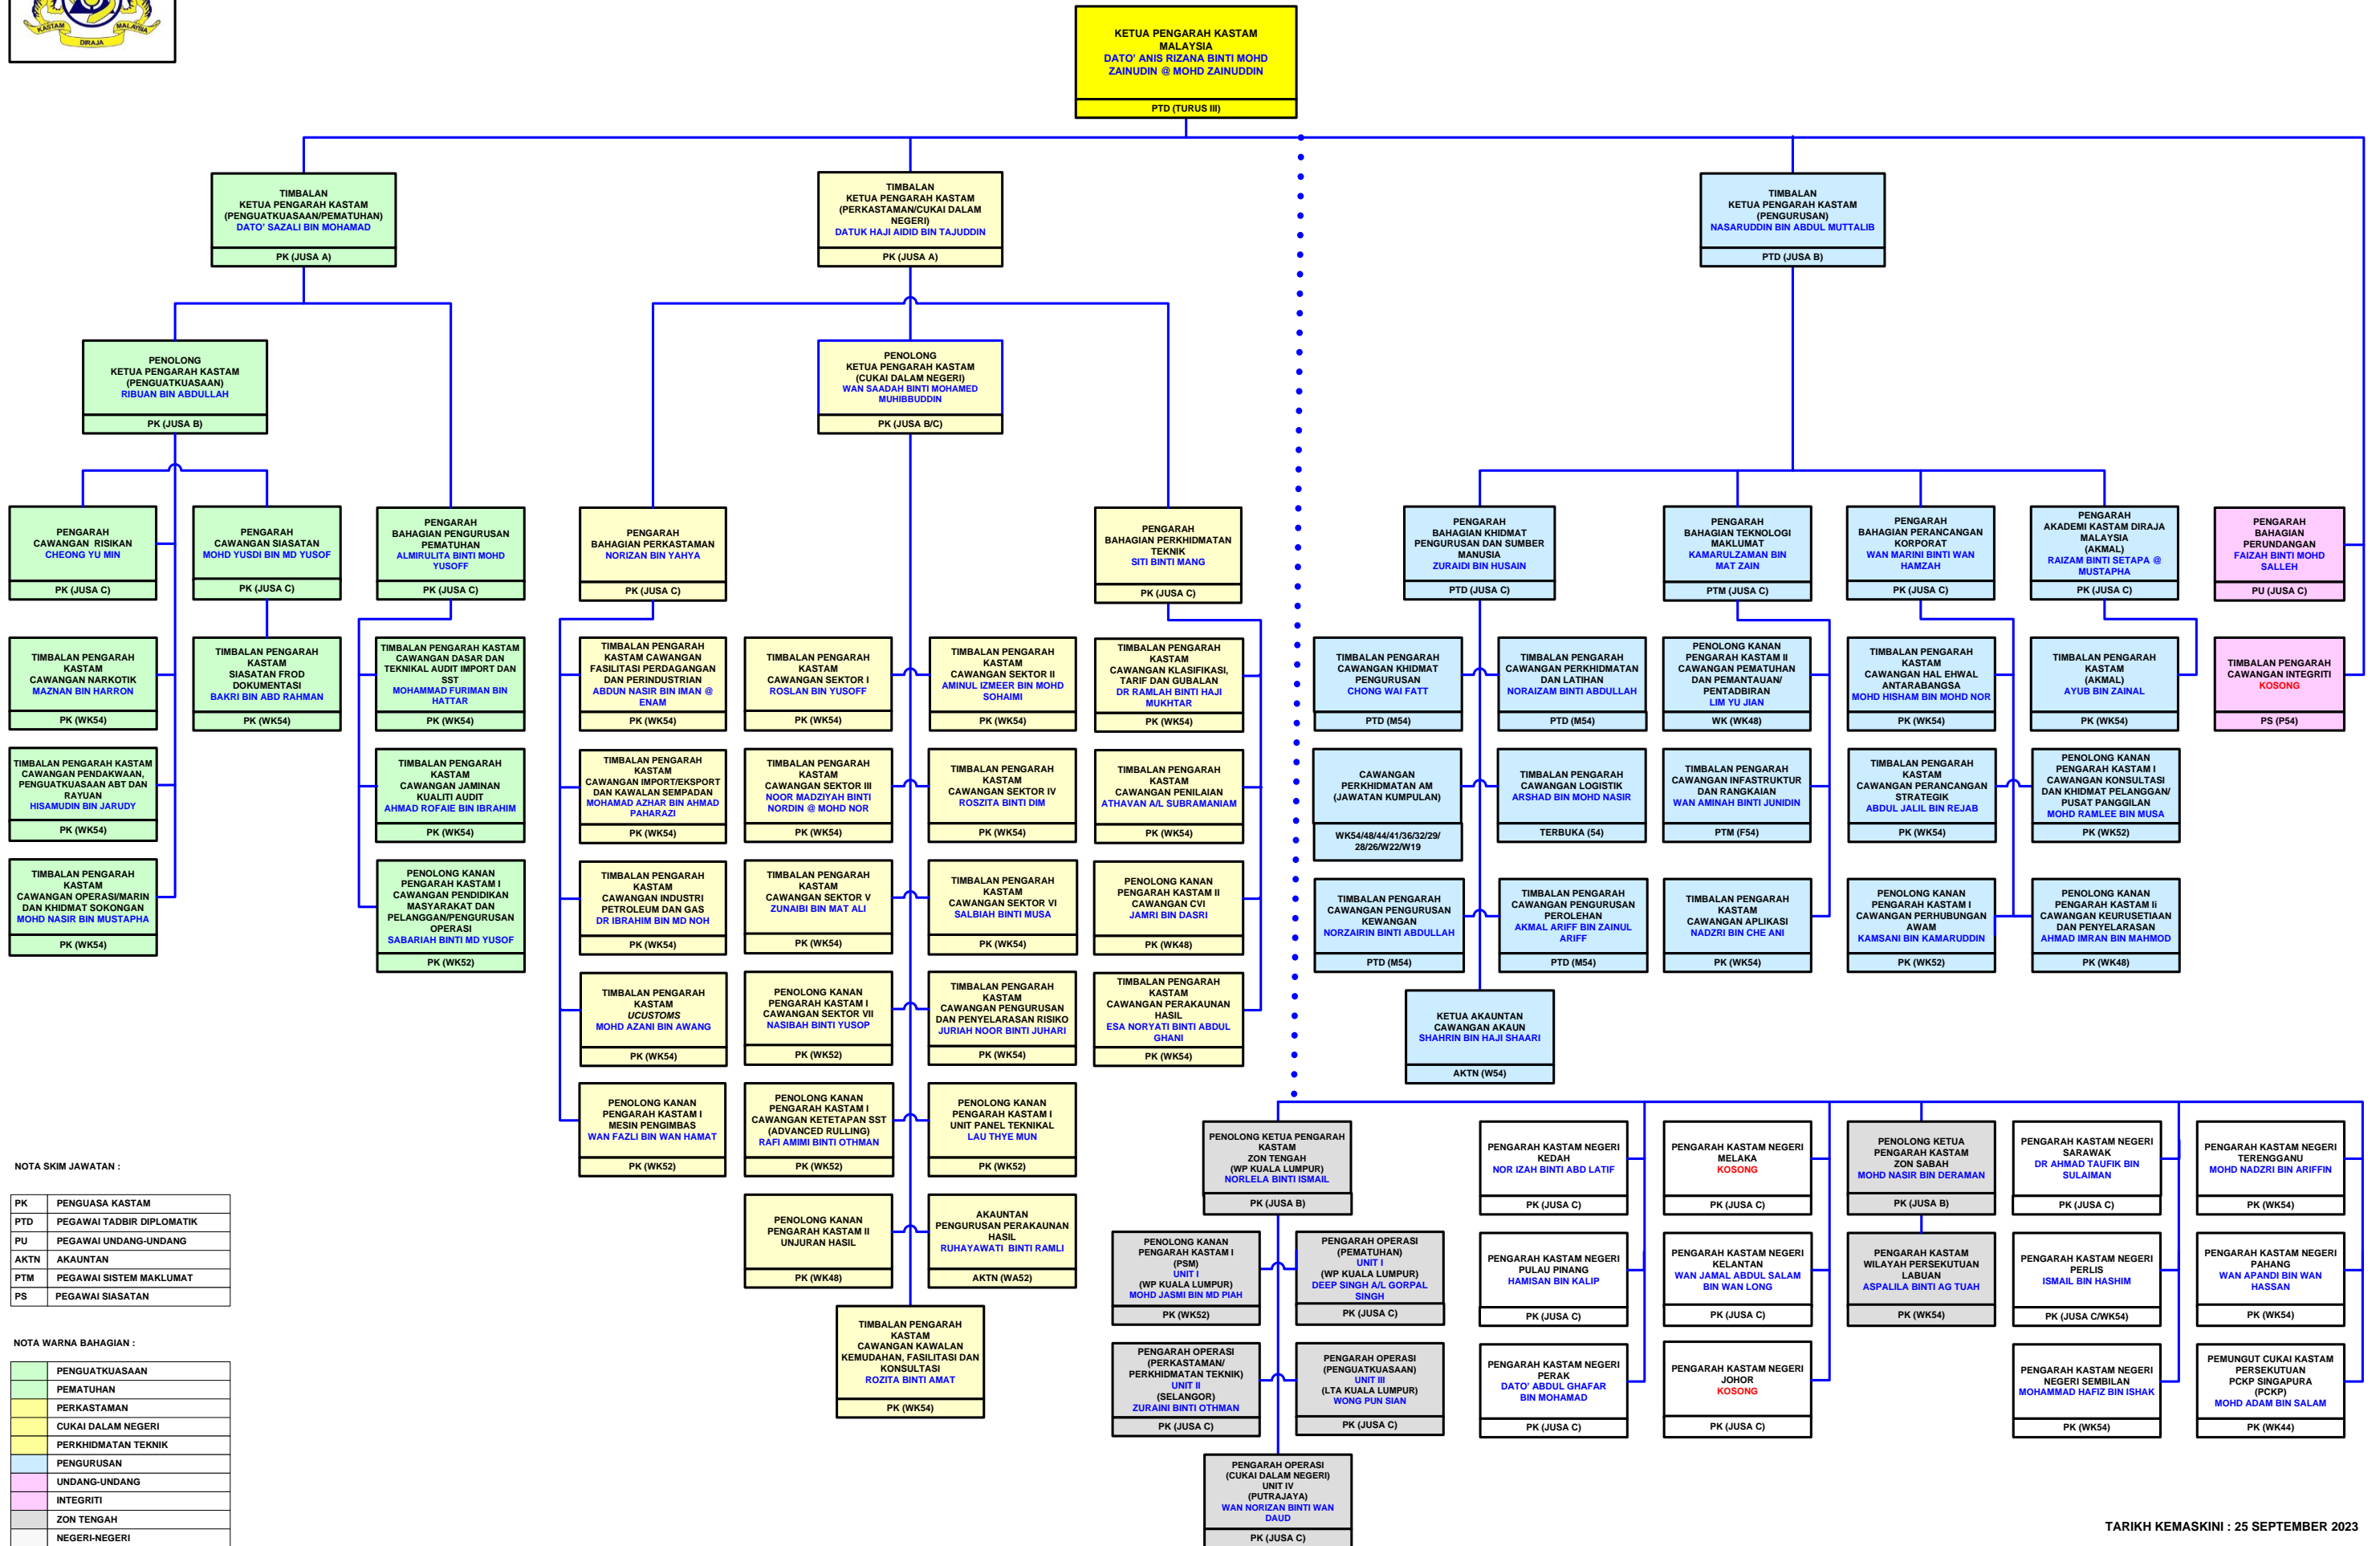 KASTAM
MALAYSIA
DIRAJA
KETUA PENGARAH KASTAM
MALAYSIA
DATO' ANIS RIZANA BINTI MOHD
ZAINUDIN @ MOHD ZAINUDDIN
PTD (TURUS III)
TIMBALAN
KETUA PENGARAH KASTAM
(PENGUATKUASAAN/PEMATUHAN)
DATO' SAZALI BIN MOHAMAD
PK (JUSA A)
TIMBALAN
KETUA PENGARAH KASTAM
(PERKASTAMAN/CUKAI DALAM
NEGERI)
DATUK HAJI AIDID BIN TAJUDDIN
PK (JUSA A)
TIMBALAN
KETUA PENGARAH KASTAM
(PENGURUSAN)
NASARUDDIN BIN ABDUL MUTTALIB
PTD (JUSA B)
PENOLONG
KETUA PENGARAH KASTAM
(PENGUATKUASAAN)
RIBUAN BIN ABDULLAH
PK (JUSA B)
PENOLONG
KETUA PENGARAH KASTAM
(CUKAI DALAM NEGERI)
WAN SAADAH BINTI MOHAMED
MUHIBBUDDIN
PK (JUSA B/C)
PENGARAH
CAWANGAN RISIKAN
CHEONG YU MIN
PK (JUSA C)
PENGARAH
CAWANGAN SIASATAN
MOHD YUSDI BIN MD YUSOF
PK (JUSA C)
PENGARAH
BAHAGIAN PENGURUSAN
PEMATUHAN
ALMIRULITA BINTI MOHD
YUSOFF
PK (JUSA C)
PENGARAH
BAHAGIAN PERKASTAMAN
NORIZAN BIN YAHYA
PK (JUSA C)
PENGARAH
BAHAGIAN PERKHIDMATAN
TEKNIK
SITI BINTI MANG
PK (JUSA C)
PENGARAH
BAHAGIAN KHIDMAT
PENGURUSAN DAN SUMBER
MANUSIA
ZURAIDI BIN HUSAIN
PTD (JUSA C)
PENGARAH
BAHAGIAN TEKNOLOGI
MAKLUMAT
KAMARULZAMAN BIN
MAT ZAIN
PTM (JUSA C)
PENGARAH
BAHAGIAN PERANCANGAN
KORPORAT
WAN MARINI BINTI WAN
HAMZAH
PK (JUSA C)
PENGARAH
AKADEMI KASTAM DIRAJA
MALAYSIA
(AKMAL)
RAIZAM BINTI SETAPA @
MUSTAPHA
PK (JUSA C)
PENGARAH
BAHAGIAN
PERUNDANGAN
FAIZAH BINTI MOHD
SALLEH
PU (JUSA C)
TIMBALAN PENGARAH
KASTAM
CAWANGAN NARKOTIK
MAZNAN BIN HARRON
PK (WK54)
TIMBALAN PENGARAH
KASTAM
SIASATAN FROD
DOKUMENTASI
BAKRI BIN ABD RAHMAN
PK (WK54)
TIMBALAN PENGARAH KASTAM
CAWANGAN DASAR DAN
TEKNIKAL AUDIT IMPORT DAN
SST
MOHAMMAD FURIMAN BIN
HATTAR
PK (WK54)
TIMBALAN PENGARAH
KASTAM CAWANGAN
FASILITASI PERDAGANGAN
DAN PERINDUSTRIAN
ABDUN NASIR BIN IMAN @
ENAM
PK (WK54)
TIMBALAN PENGARAH
KASTAM
CAWANGAN SEKTOR I
ROSLAN BIN YUSOFF
PK (WK54)
TIMBALAN PENGARAH
KASTAM
CAWANGAN SEKTOR II
AMINUL IZMEER BIN MOHD
SOHAIMI
PK (WK54)
TIMBALAN PENGARAH
KASTAM
CAWANGAN KLASIFIKASI,
TARIF DAN GUBALAN
DR RAMLAH BINTI HAJI
MUKHTAR
PK (WK54)
TIMBALAN PENGARAH
CAWANGAN KHIDMAT
PENGURUSAN
CHONG WAI FATT
PTD (M54)
TIMBALAN PENGARAH
CAWANGAN PERKHIDMATAN
DAN LATIHAN
NORAIZAM BINTI ABDULLAH
PTD (M54)
PENOLONG KANAN
PENGARAH KASTAM II
CAWANGAN PEMATUHAN
DAN PEMANTAUAN/
PENTADBIRAN
LIM YU JIAN
WK (WK48)
TIMBALAN PENGARAH
KASTAM
CAWANGAN HAL EHWAL
ANTARABANGSA
MOHD HISHAM BIN MOHD NOR
PK (WK54)
TIMBALAN PENGARAH
KASTAM
(AKMAL)
AYUB BIN ZAINAL
PK (WK54)
TIMBALAN PENGARAH
CAWANGAN INTEGRITI
KOSONG
PS (P54)
TIMBALAN PENGARAH KASTAM
CAWANGAN PENDAKWAAN,
PENGUATKUASAAN ABT DAN
RAYUAN
HISAMUDIN BIN JARUDY
PK (WK54)
TIMBALAN PENGARAH
KASTAM
CAWANGAN JAMINAN
KUALITI AUDIT
AHMAD ROFAIE BIN IBRAHIM
PK (WK54)
TIMBALAN PENGARAH
KASTAM
CAWANGAN IMPORT/EKSPORT
DAN KAWALAN SEMPADAN
MOHAMAD AZHAR BIN AHMAD
PAHARAZI
PK (WK54)
TIMBALAN PENGARAH
KASTAM
CAWANGAN SEKTOR III
NOOR MADZIYAH BINTI
NORDIN @ MOHD NOR
PK (WK54)
TIMBALAN PENGARAH
KASTAM
CAWANGAN SEKTOR IV
ROSZITA BINTI DIM
PK (WK54)
TIMBALAN PENGARAH
KASTAM
CAWANGAN PENILAIAN
ATHAVAN A/L SUBRAMANIAM
PK (WK54)
CAWANGAN
PERKHIDMATAN AM
(JAWATAN KUMPULAN)
WK54/48/44/41/36/32/29/
28/26/W22/W19
TIMBALAN PENGARAH
CAWANGAN LOGISTIK
ARSHAD BIN MOHD NASIR
TERBUKA (54)
TIMBALAN PENGARAH
CAWANGAN INFASTRUKTUR
DAN RANGKAIAN
WAN AMINAH BINTI JUNIDIN
PTM (F54)
TIMBALAN PENGARAH
KASTAM
CAWANGAN PERANCANGAN
STRATEGIK
ABDUL JALIL BIN REJAB
PK (WK54)
PENOLONG KANAN
PENGARAH KASTAM I
CAWANGAN KONSULTASI
DAN KHIDMAT PELANGGAN/
PUSAT PANGGILAN
MOHD RAMLEE BIN MUSA
PK (WK52)
TIMBALAN PENGARAH
KASTAM
CAWANGAN OPERASI/MARIN
DAN KHIDMAT SOKONGAN
MOHD NASIR BIN MUSTAPHA
PK (WK54)
PENOLONG KANAN
PENGARAH KASTAM I
CAWANGAN PENDIDIKAN
MASYARAKAT DAN
PELANGGAN/PENGURUSAN
OPERASI
SABARIAH BINTI MD YUSOF
PK (WK52)
TIMBALAN PENGARAH
KASTAM
CAWANGAN INDUSTRI
PETROLEUM DAN GAS
DR IBRAHIM BIN MD NOH
PK (WK54)
TIMBALAN PENGARAH
KASTAM
CAWANGAN SEKTOR V
ZUNAIBI BIN MAT ALI
PK (WK54)
TIMBALAN PENGARAH
KASTAM
CAWANGAN SEKTOR VI
SALBIAH BINTI MUSA
PK (WK54)
PENOLONG KANAN
PENGARAH KASTAM II
CAWANGAN CVI
JAMRI BIN DASRI
PK (WK48)
TIMBALAN PENGARAH
CAWANGAN PENGURUSAN
KEWANGAN
NORZAIRIN BINTI ABDULLAH
PTD (M54)
TIMBALAN PENGARAH
CAWANGAN PENGURUSAN
PEROLEHAN
AKMAL ARIFF BIN ZAINUL
ARIFF
PTD (M54)
TIMBALAN PENGARAH
KASTAM
CAWANGAN APLIKASI
NADZRI BIN CHE ANI
PK (WK54)
PENOLONG KANAN
PENGARAH KASTAM I
CAWANGAN PERHUBUNGAN
AWAM
KAMSANI BIN KAMARUDDIN
PK (WK52)
PENOLONG KANAN
PENGARAH KASTAM Ii
CAWANGAN KEURUSETIAAN
DAN PENYELARASAN
AHMAD IMRAN BIN MAHMOD
PK (WK48)
TIMBALAN PENGARAH
KASTAM
UCUSTOMS
MOHD AZANI BIN AWANG
PK (WK54)
PENOLONG KANAN
PENGARAH KASTAM I
CAWANGAN SEKTOR VII
NASIBAH BINTI YUSOP
PK (WK52)
TIMBALAN PENGARAH
KASTAM
CAWANGAN PENGURUSAN
DAN PENYELARASAN RISIKO
JURIAH NOOR BINTI JUHARI
PK (WK54)
TIMBALAN PENGARAH
KASTAM
CAWANGAN PERAKAUNAN
HASIL
ESA NORYATI BINTI ABDUL
GHANI
PK (WK54)
KETUA AKAUNTAN
CAWANGAN AKAUN
SHAHRIN BIN HAJI SHAARI
AKTN (W54)
PENOLONG KANAN
PENGARAH KASTAM I
MESIN PENGIMBAS
WAN FAZLI BIN WAN HAMAT
PK (WK52)
PENOLONG KANAN
PENGARAH KASTAM I
CAWANGAN KETETAPAN SST
(ADVANCED RULLING)
RAFI AMIMI BINTI OTHMAN
PK (WK52)
PENOLONG KANAN
PENGARAH KASTAM I
UNIT PANEL TEKNIKAL
LAU THYE MUN
PK (WK52)
PENOLONG KETUA PENGARAH
KASTAM
ZON TENGAH
(WP KUALA LUMPUR)
NORLELA BINTI ISMAIL
PK (JUSA B)
PENGARAH KASTAM NEGERI
KEDAH
NOR IZAH BINTI ABD LATIF
PK (JUSA C)
PENGARAH KASTAM NEGERI
MELAKA
KOSONG
PK (JUSA C)
PENOLONG KETUA
PENGARAH KASTAM
ZON SABAH
MOHD NASIR BIN DERAMAN
PK (JUSA B)
PENGARAH KASTAM NEGERI
SARAWAK
DR AHMAD TAUFIK BIN
SULAIMAN
PK (JUSA C)
PENGARAH KASTAM NEGERI
TERENGGANU
MOHD NADZRI BIN ARIFFIN
PK (WK54)
PENOLONG KANAN
PENGARAH KASTAM II
UNJURAN HASIL
PK (WK48)
AKAUNTAN
PENGURUSAN PERAKAUNAN
HASIL
RUHAYAWATI BINTI RAMLI
AKTN (WA52)
PENOLONG KANAN
PENGARAH KASTAM I
(PSM)
UNIT I
(WP KUALA LUMPUR)
MOHD JASMI BIN MD PIAH
PK (WK52)
PENGARAH OPERASI
(PEMATUHAN)
UNIT I
(WP KUALA LUMPUR)
DEEP SINGH A/L GORPAL
SINGH
PK (JUSA C)
PENGARAH KASTAM NEGERI
PULAU PINANG
HAMISAN BIN KALIP
PK (JUSA C)
PENGARAH KASTAM NEGERI
KELANTAN
WAN JAMAL ABDUL SALAM
BIN WAN LONG
PK (JUSA C)
PENGARAH KASTAM
WILAYAH PERSEKUTUAN
LABUAN
ASPALILA BINTI AG TUAH
PK (WK54)
PENGARAH KASTAM NEGERI
PERLIS
ISMAIL BIN HASHIM
PK (JUSA C/WK54)
PENGARAH KASTAM NEGERI
PAHANG
WAN APANDI BIN WAN
HASSAN
PK (WK54)
TIMBALAN PENGARAH
KASTAM
CAWANGAN KAWALAN
KEMUDAHAN, FASILITASI DAN
KONSULTASI
ROZITA BINTI AMAT
PK (WK54)
PENGARAH OPERASI
(PERKASTAMAN/
PERKHIDMATAN TEKNIK)
UNIT II
(SELANGOR)
ZURAINI BINTI OTHMAN
PK (JUSA C)
PENGARAH OPERASI
(PENGUATKUASAAN)
UNIT III
(LTA KUALA LUMPUR)
WONG PUN SIAN
PK (JUSA C)
PENGARAH KASTAM NEGERI
PERAK
DATO' ABDUL GHAFAR
BIN MOHAMAD
PK (JUSA C)
PENGARAH KASTAM NEGERI
JOHOR
KOSONG
PK (JUSA C)
PENGARAH KASTAM NEGERI
NEGERI SEMBILAN
MOHAMMAD HAFIZ BIN ISHAK
PK (WK54)
PEMUNGUT CUKAI KASTAM
PERSEKUTUAN
PCKP SINGAPURA
(PCKP)
MOHD ADAM BIN SALAM
PK (WK44)
PENGARAH OPERASI
(CUKAI DALAM NEGERI)
UNIT IV
(PUTRAJAYA)
WAN NORIZAN BINTI WAN
DAUD
PK (JUSA C)
NOTA SKIM JAWATAN :
PK PENGUASA KASTAM
PTD PEGAWAI TADBIR DIPLOMATIK
PU PEGAWAI UNDANG-UNDANG
AKTN AKAUNTAN
PTM PEGAWAI SISTEM MAKLUMAT
PS PEGAWAI SIASATAN
NOTA WARNA BAHAGIAN :
PENGUATKUASAAN
PEMATUHAN
PERKASTAMAN
CUKAI DALAM NEGERI
PERKHIDMATAN TEKNIK
PENGURUSAN
UNDANG-UNDANG
INTEGRITI
ZON TENGAH
NEGERI-NEGERI
TARIKH KEMASKINI : 25 SEPTEMBER 2023